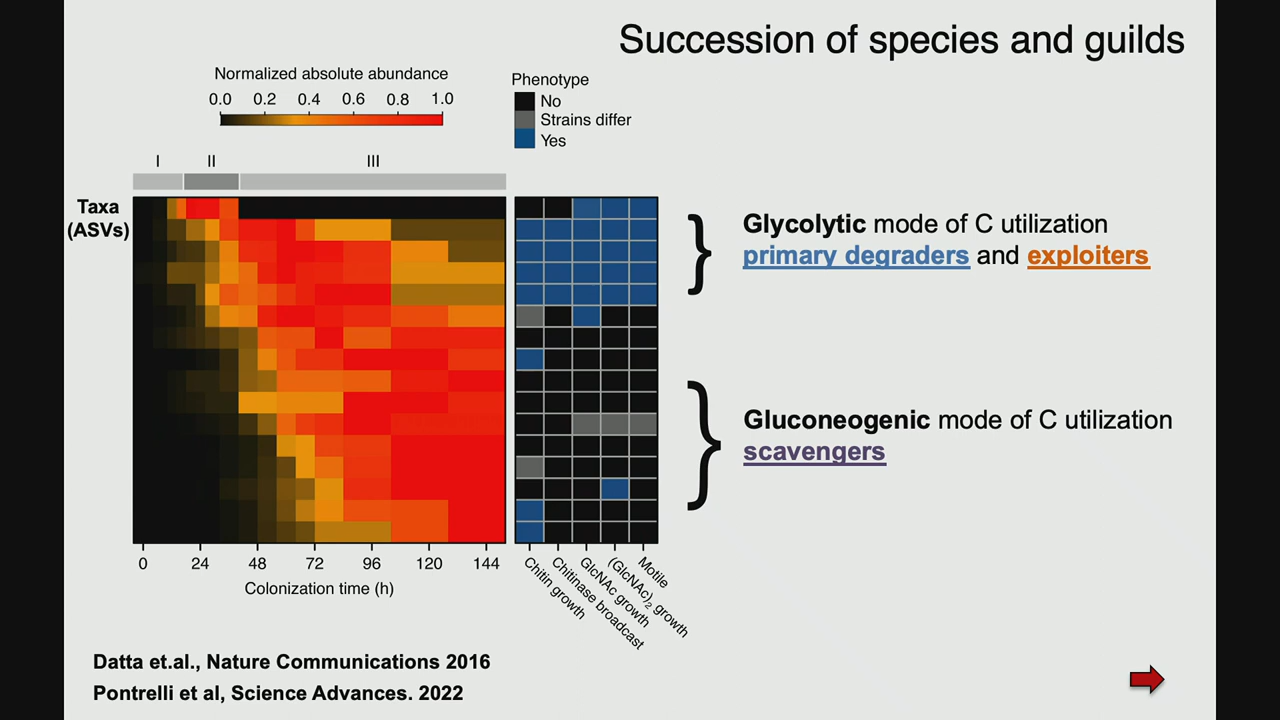 Succession of species and guilds
Normalized absolute abundance
0.0 0.2 0.4 0.6 0.8 1.0
Phenotype
No
Strains differ
Yes
I II III
Taxa
(ASVs)
Glycolytic mode of C utilization
primary degraders and exploiters
Gluconeogenic mode of C utilization
scavengers
0 24 48 72 96 120 144
Colonization time (h)
Chitin growth
Chitinase broadcast
GlcNAc growth
(GlcNAc)₂ growth
Motile
Datta et.al., Nature Communications 2016
Pontrelli et al, Science Advances. 2022